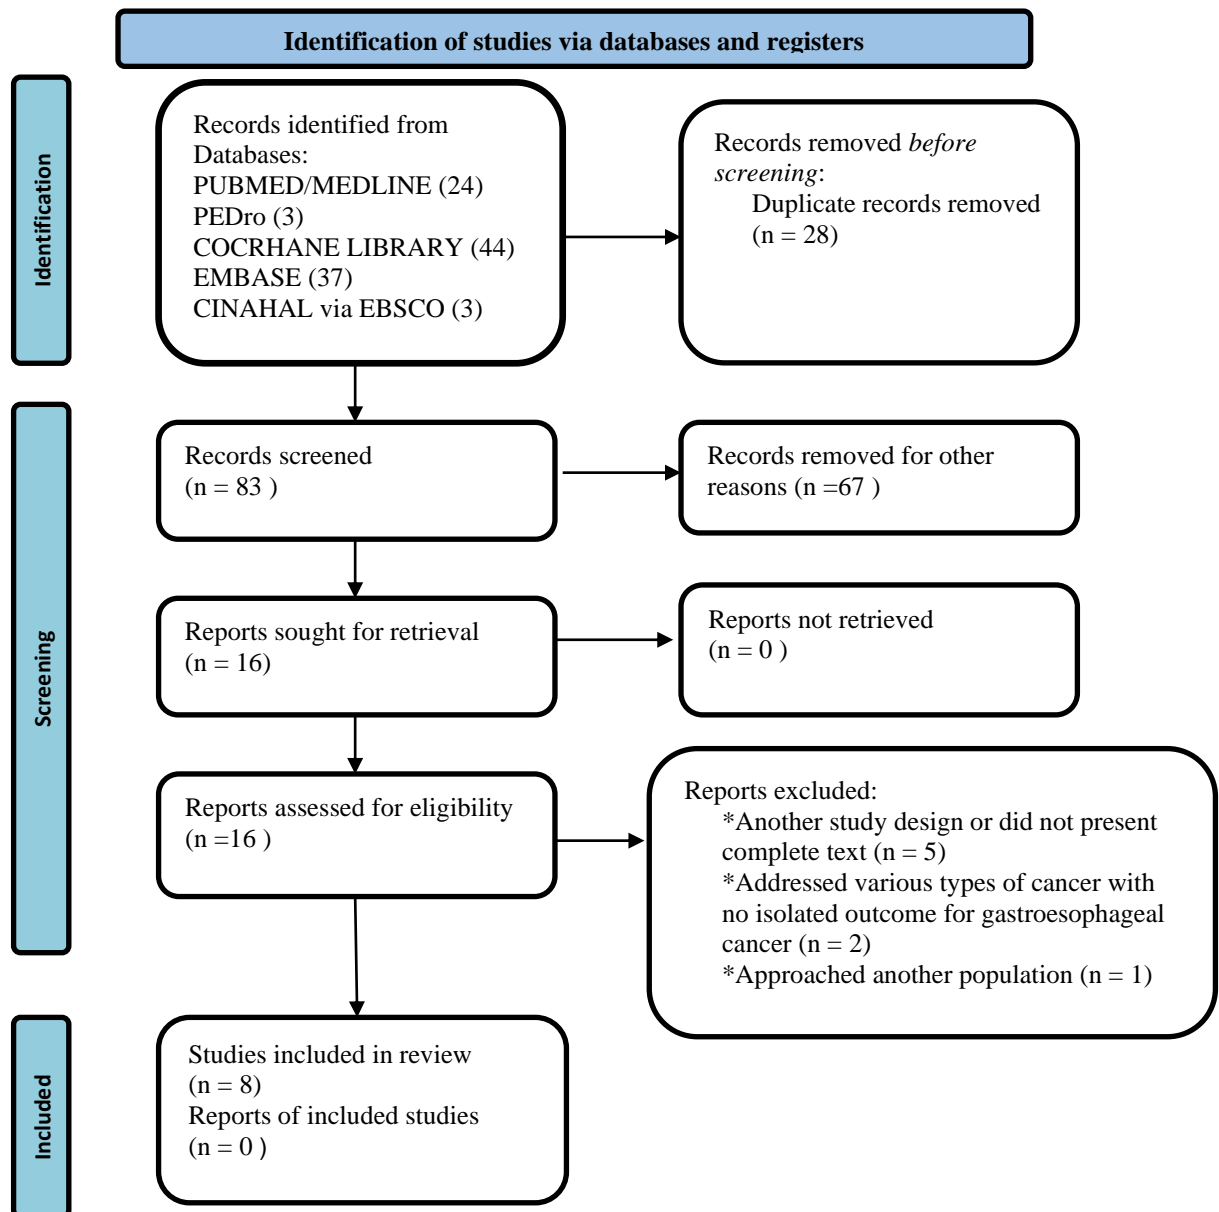 Identification of studies via databases and registers
Identification
Records identified from
Databases:
PUBMED/MEDLINE (24)
PEDro (3)
COCRHANE LIBRARY (44)
EMBASE (37)
CINAHAL via EBSCO (3)
Records removed before
screening:
Duplicate records removed
(n = 28)
Screening
Records screened
(n = 83 )
Records removed for other
reasons (n =67 )
Reports sought for retrieval
(n = 16)
Reports not retrieved
(n = 0 )
Reports assessed for eligibility
(n =16 )
Reports excluded:
*Another study design or did not present
complete text (n = 5)
*Addressed various types of cancer with
no isolated outcome for gastroesophageal
cancer (n = 2)
*Approached another population (n = 1)
Included
Studies included in review
(n = 8)
Reports of included studies
(n = 0 )